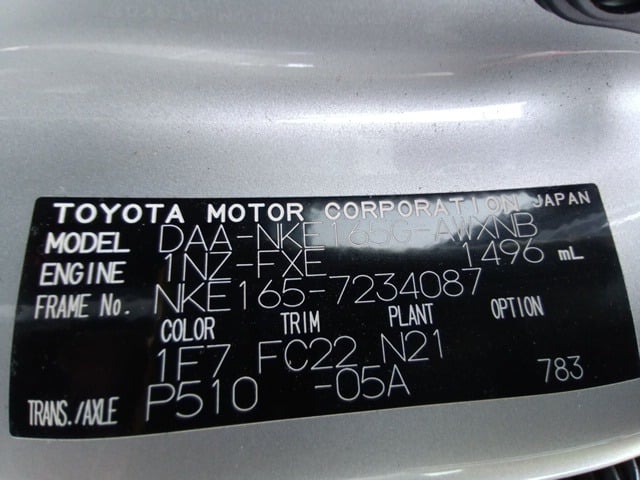 TOYOTA MOTOR CORPORATION JAPAN
MODEL DAA-NKE165G-AWXNB
ENGINE 1NZ-FXE 1496 mL
FRAME No. NKE165-7234087
COLOR TRIM PLANT OPTION
1F7 FC22 N21
TRANS./AXLE P510 -05A 783